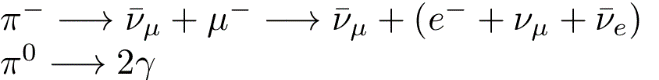 π⁻ ⟶ ν̄_μ + μ⁻ ⟶ ν̄_μ + (e⁻ + ν_μ + ν̄_e)
π⁰ ⟶ 2γ